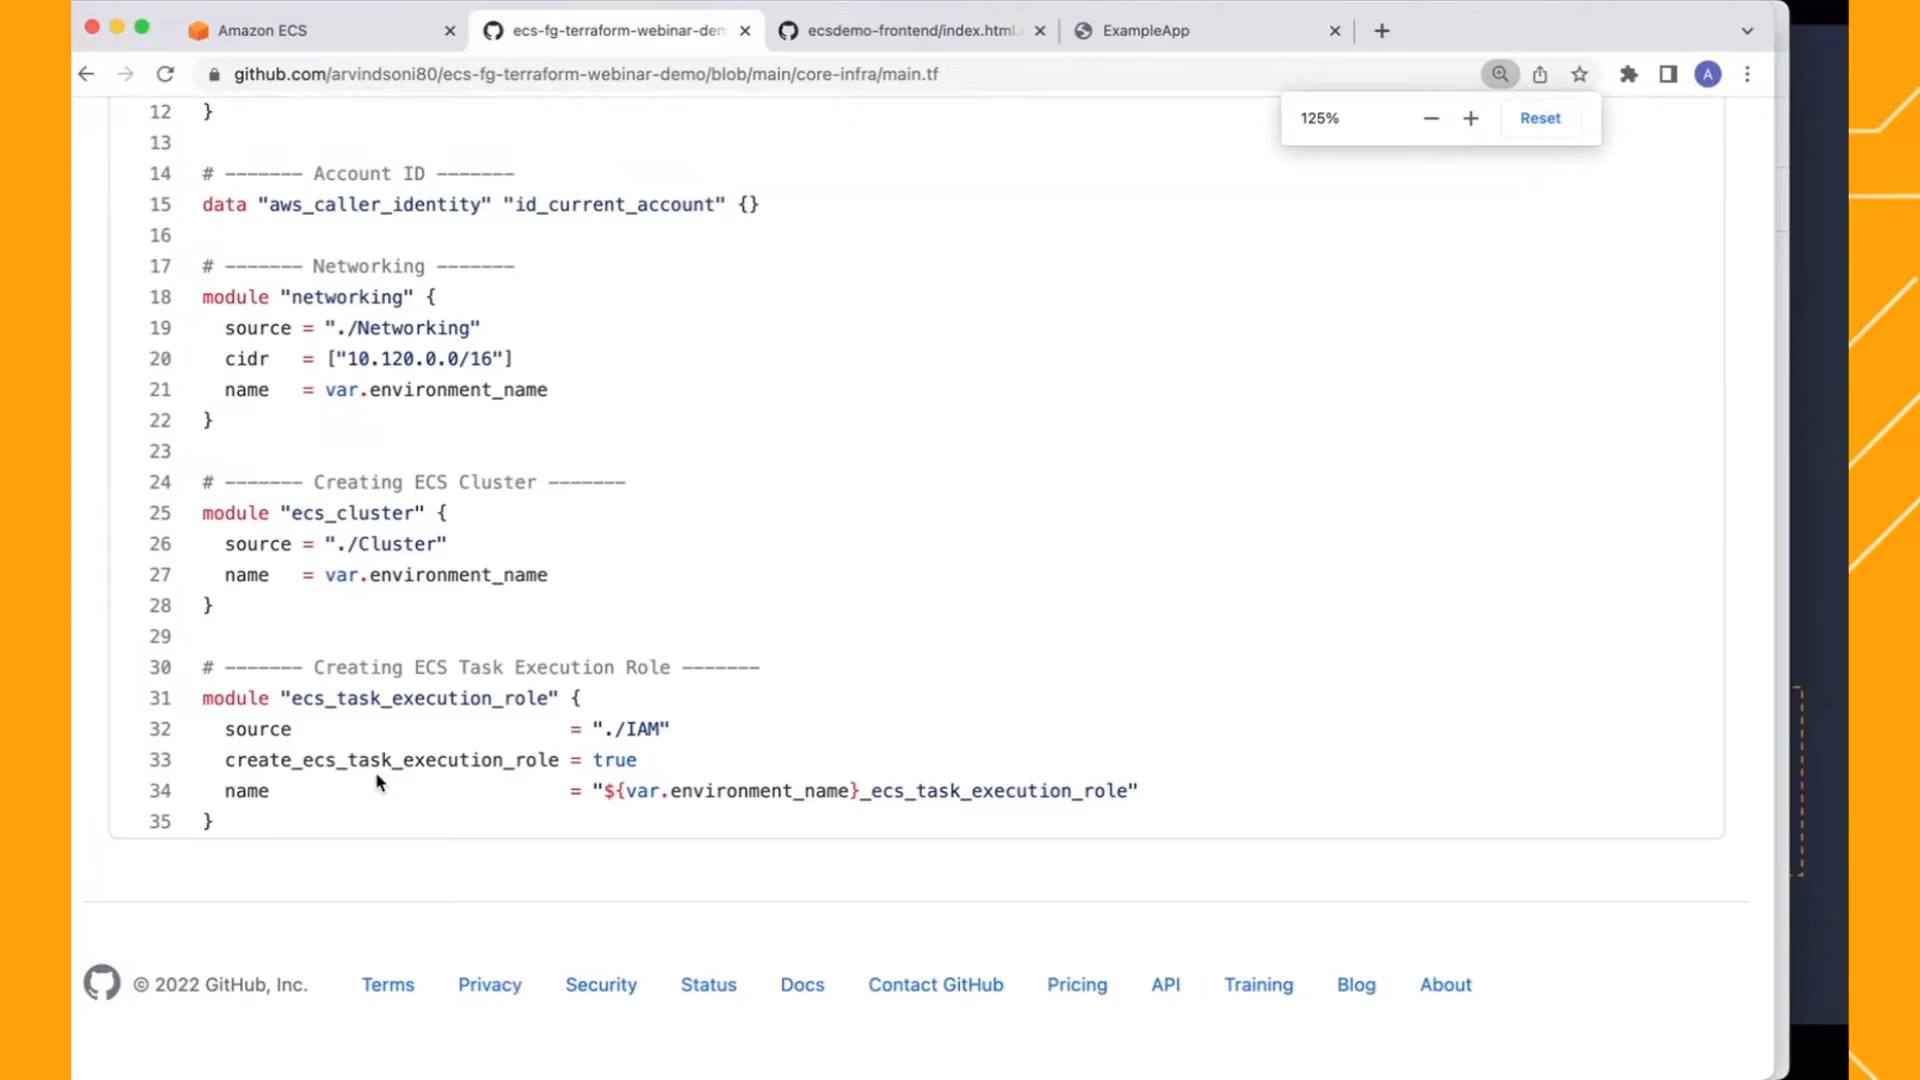 Amazon ECS
ecs-fg-terraform-webinar-den
ecsdemo-frontend/index.html.
ExampleApp
github.com/arvindsoni80/ecs-fg-terraform-webinar-demo/blob/main/core-infra/main.tf
A
125%
Reset
12 }
13
14 # ------- Account ID -------
15 data "aws_caller_identity" "id_current_account" {}
16
17 # ------- Networking -------
18 module "networking" {
19 source = "./Networking"
20 cidr = ["10.120.0.0/16"]
21 name = var.environment_name
22 }
23
24 # ------- Creating ECS Cluster -------
25 module "ecs_cluster" {
26 source = "./Cluster"
27 name = var.environment_name
28 }
29
30 # ------- Creating ECS Task Execution Role -------
31 module "ecs_task_execution_role" {
32 source = "./IAM"
33 create_ecs_task_execution_role = true
34 name = "${var.environment_name}_ecs_task_execution_role"
35 }
© 2022 GitHub, Inc. Terms Privacy Security Status Docs Contact GitHub Pricing API Training Blog About